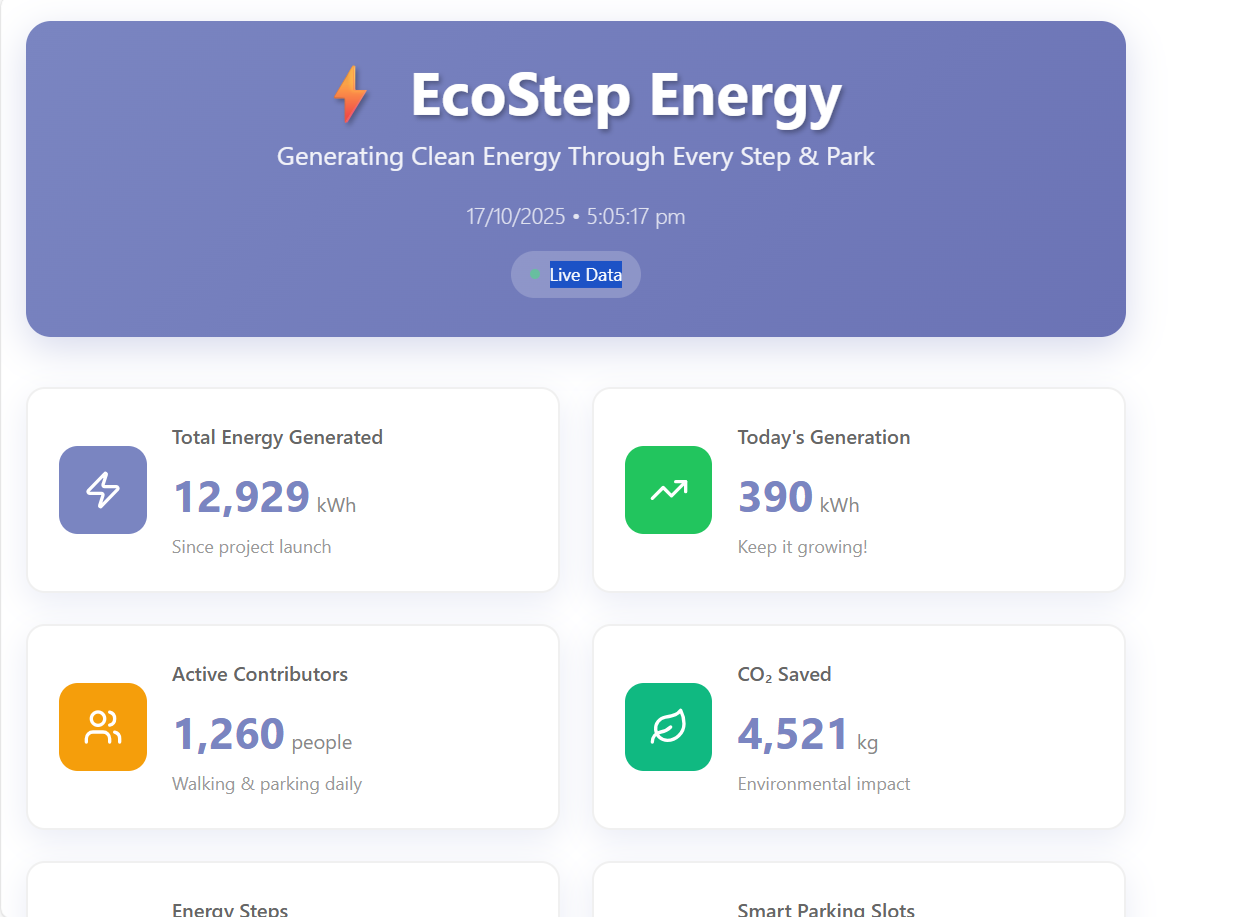 EcoStep Energy
Generating Clean Energy Through Every Step & Park
17/10/2025 • 5:05:17 pm
Live Data
Total Energy Generated
12,929 kWh
Since project launch
Today's Generation
390 kWh
Keep it growing!
Active Contributors
1,260 people
Walking & parking daily
CO₂ Saved
4,521 kg
Environmental impact
Energy Steps
Smart Parking Slots